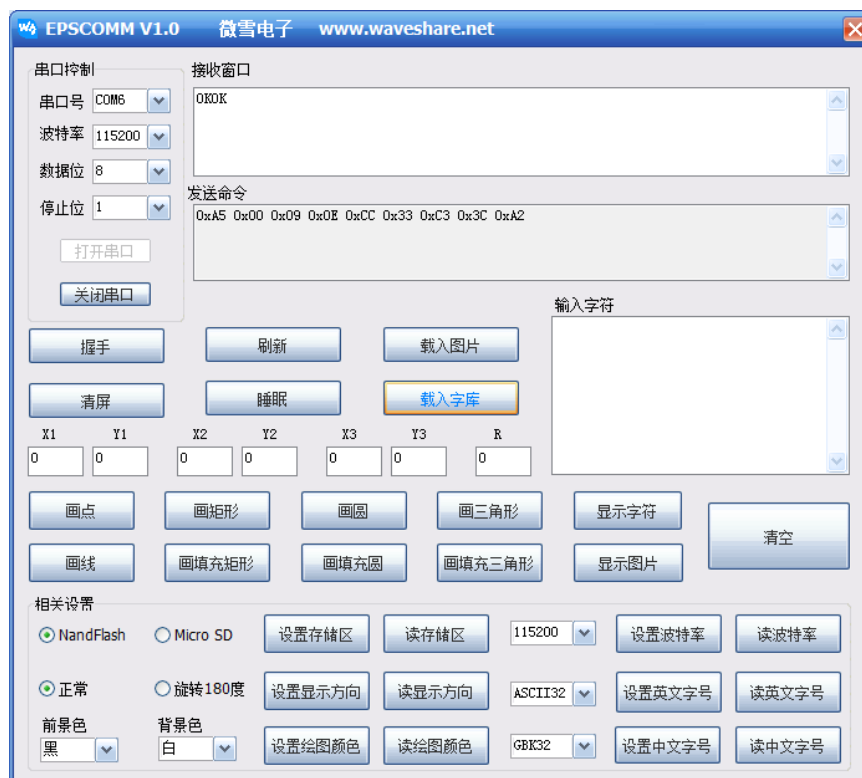 EPSCOMM V1.0 微雪电子 www.waveshare.net
串口控制 接收窗口
串口号 COM6 OKOK
波特率 115200
数据位 8
发送命令
停止位 1 0xA5 0x00 0x09 0x0E 0xCC 0x33 0xC3 0x3C 0xA2
打开串口
关闭串口
输入字符
握手 刷新 载入图片
清屏 睡眠 载入字库
X1 Y1 X2 Y2 X3 Y3 R
0 0 0 0 0 0 0
画点 画矩形 画圆 画三角形 显示字符
清空
画线 画填充矩形 画填充圆 画填充三角形 显示图片
相关设置
NandFlash Micro SD 设置存储区 读存储区 115200 设置波特率 读波特率
正常 旋转180度 设置显示方向 读显示方向 ASCII32 设置英文字号 读英文字号
前景色 背景色
黑 白 设置绘图颜色 读绘图颜色 GBK32 设置中文字号 读中文字号